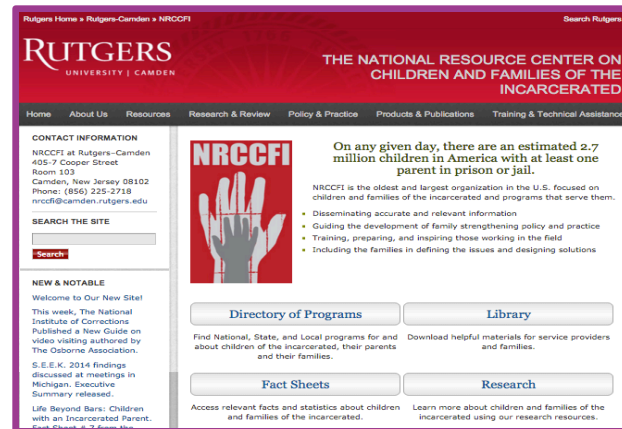 Rutgers Home » Rutgers-Camden » NRCCFI
Search Rutgers
RUTGERS
UNIVERSITY | CAMDEN
THE NATIONAL RESOURCE CENTER ON
CHILDREN AND FAMILIES OF THE
INCARCERATED
Home About Us Resources Research & Review Policy & Practice Products & Publications Training & Technical Assistance
CONTACT INFORMATION
NRCCFI at Rutgers–Camden
405-7 Cooper Street
Room 103
Camden, New Jersey 08102
Phone: (856) 225-2718
nrccfi@camden.rutgers.edu
SEARCH THE SITE
Search
NEW & NOTABLE
Welcome to Our New Site!
This week, The National
Institute of Corrections
Published a New Guide on
video visiting authored by
The Osborne Association.
S.E.E.K. 2014 findings
discussed at meetings in
Michigan. Executive
Summary released.
Life Beyond Bars: Children
with an Incarcerated Parent.
Fact Sheet # 7 from the
NRCCFI
On any given day, there are an estimated 2.7
million children in America with at least one
parent in prison or jail.
NRCCFI is the oldest and largest organization in the U.S. focused on
children and families of the incarcerated and programs that serve them.
Disseminating accurate and relevant information
Guiding the development of family strengthening policy and practice
Training, preparing, and inspiring those working in the field
Including the families in defining the issues and designing solutions
Directory of Programs
Find National, State, and Local programs for and
about children of the incarcerated, their parents
and their families.
Library
Download helpful materials for service providers
and families.
Fact Sheets
Access relevant facts and statistics about children
and families of the incarcerated.
Research
Learn more about children and families of the
incarcerated using our research resources.